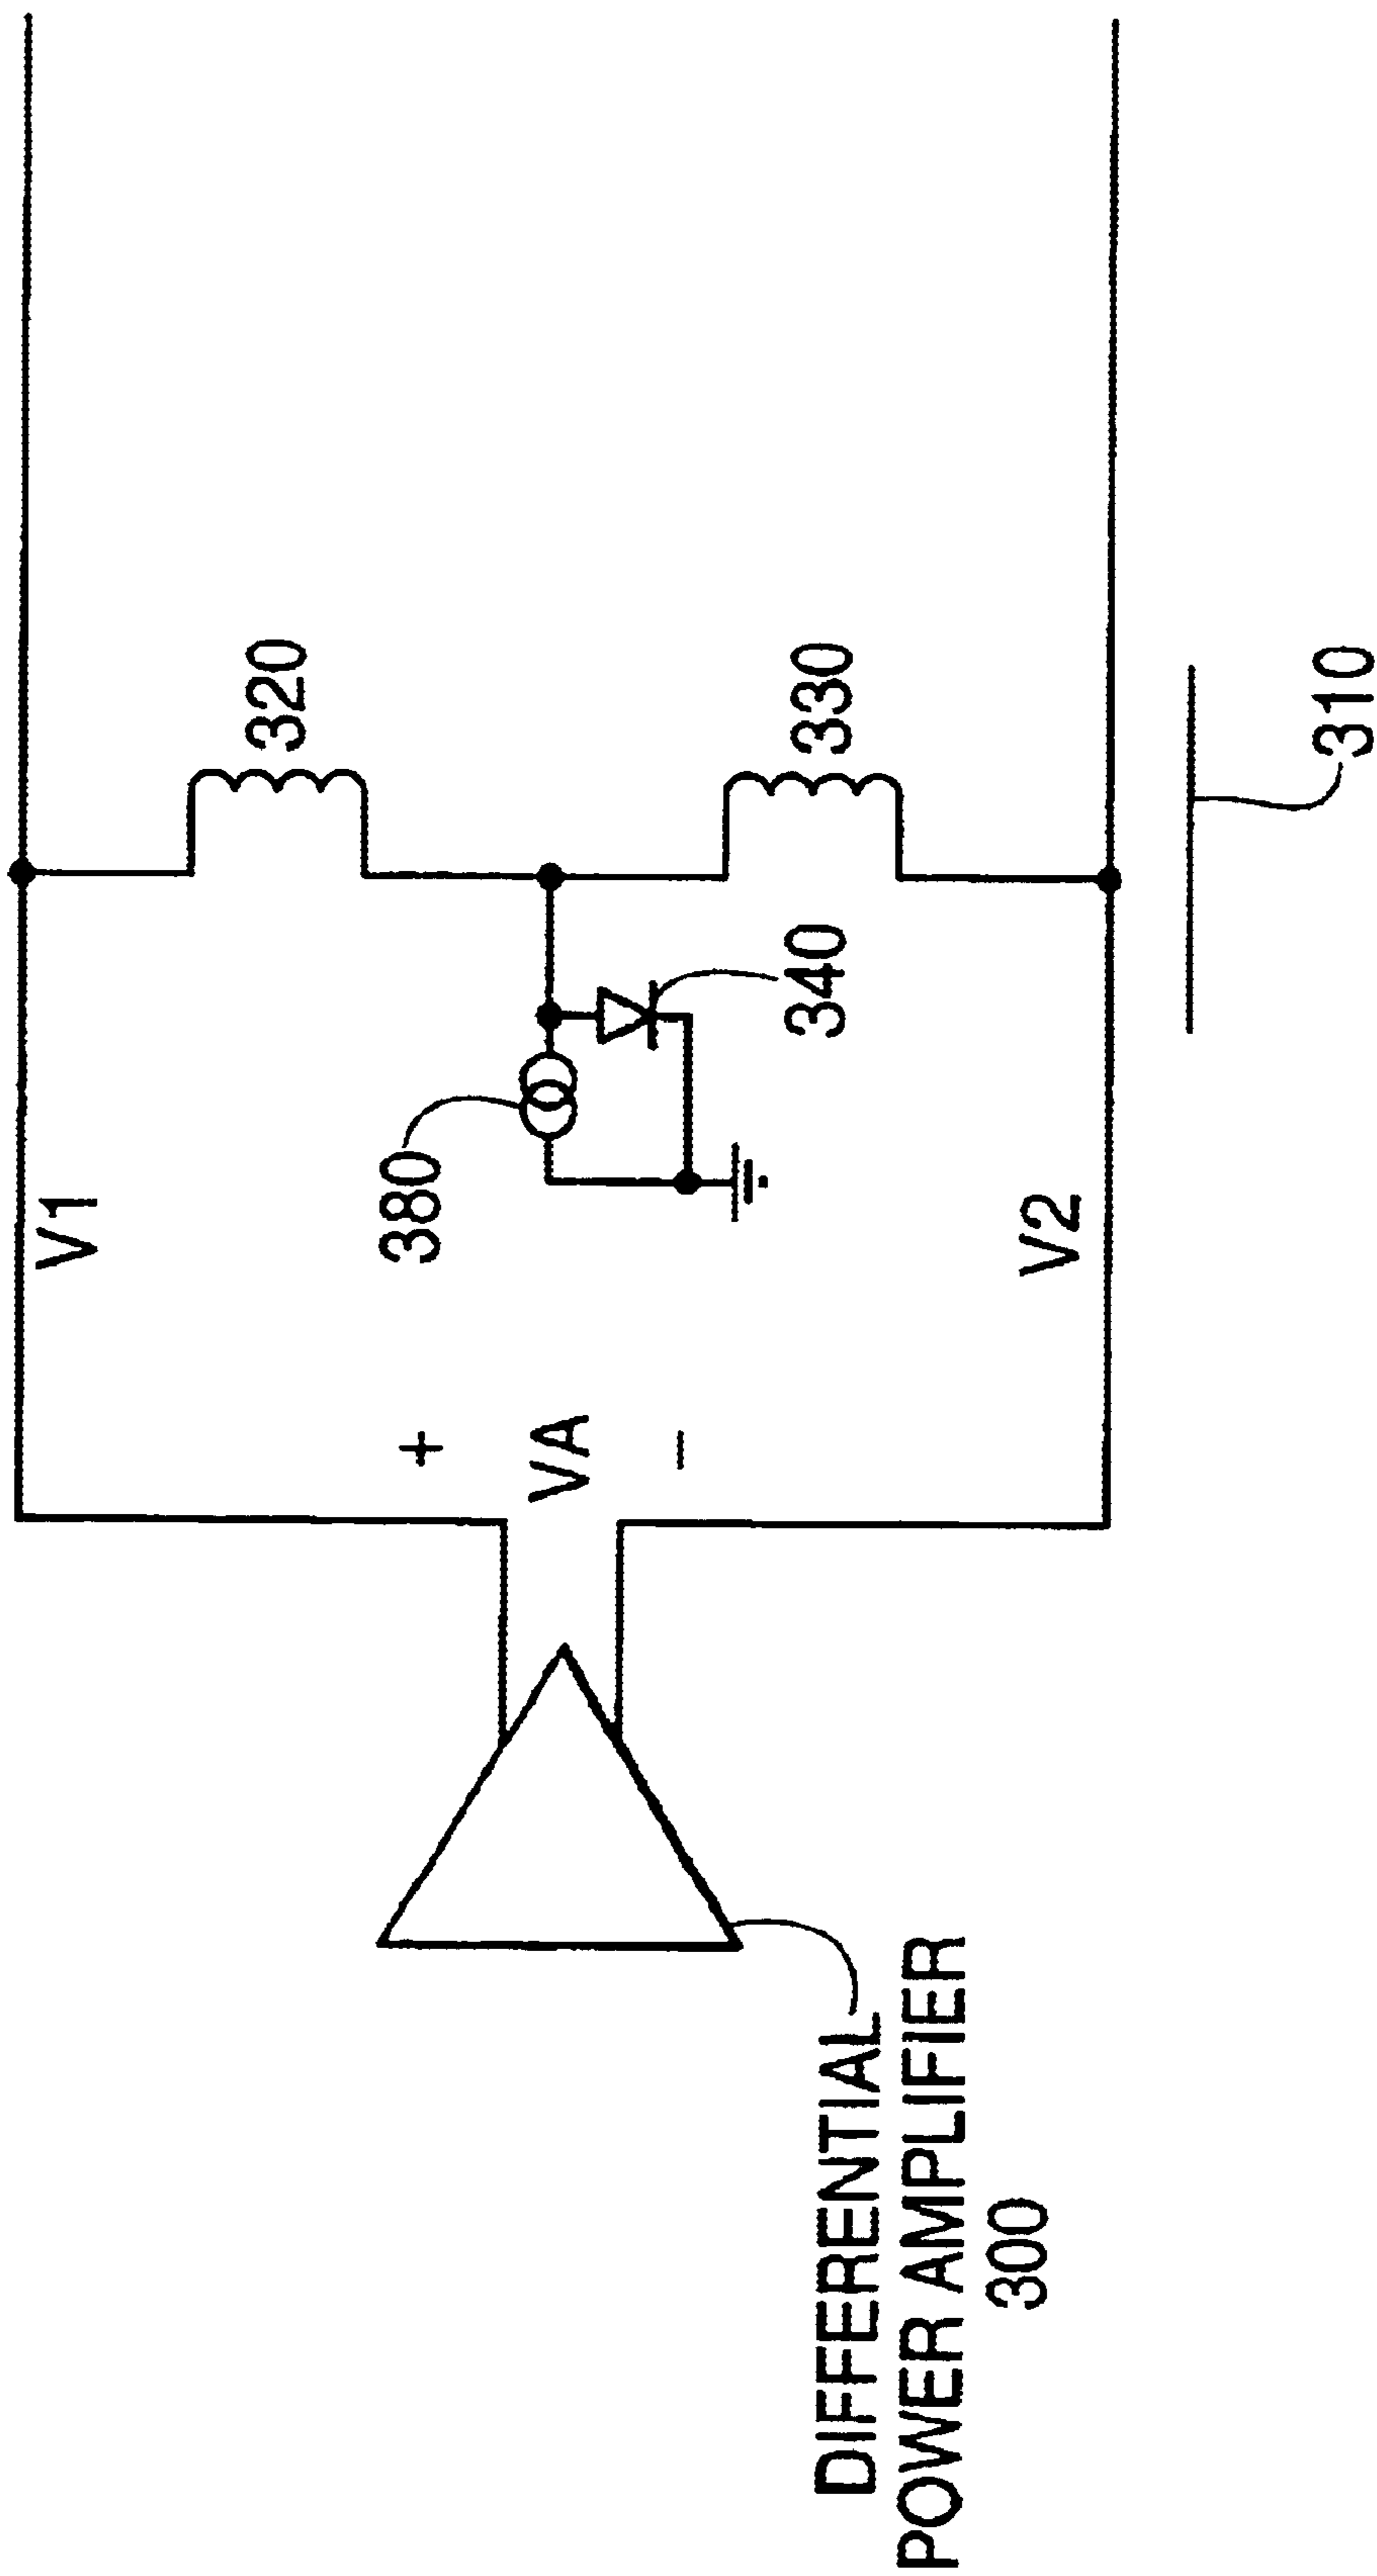 V1
320
380
+
VA
−
340
330
V2
DIFFERENTIAL
POWER AMPLIFIER
300
310